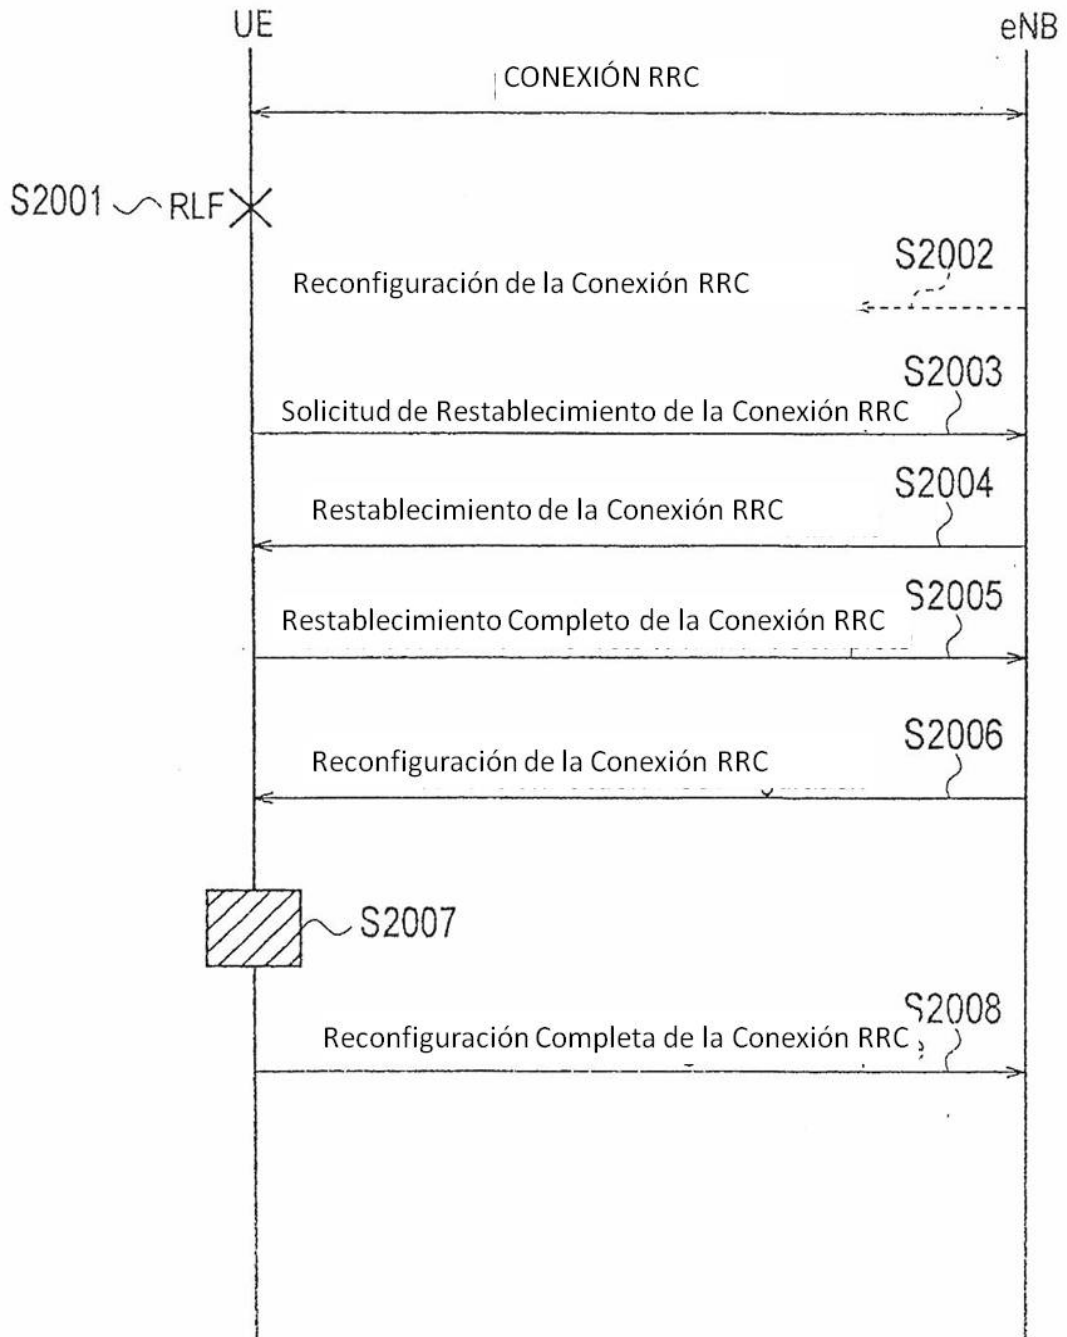 UE
eNB
CONEXIÓN RRC
S2001
RLF
S2002
Reconfiguración de la Conexión RRC
S2003
Solicitud de Restablecimiento de la Conexión RRC
S2004
Restablecimiento de la Conexión RRC
S2005
Restablecimiento Completo de la Conexión RRC
S2006
Reconfiguración de la Conexión RRC
S2007
S2008
Reconfiguración Completa de la Conexión RRC